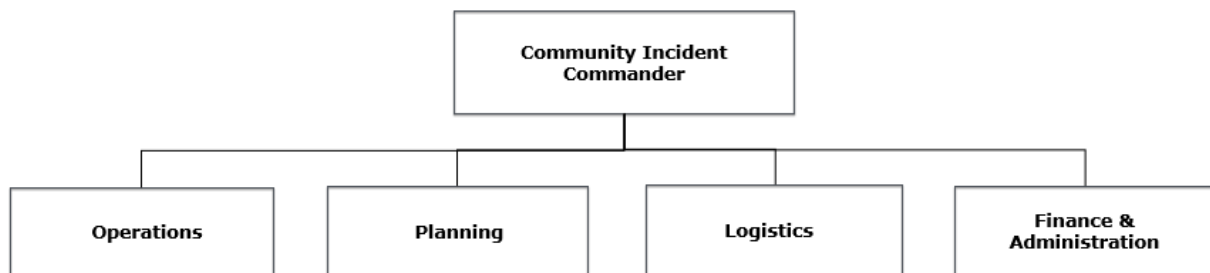 Community Incident
Commander
Operations
Planning
Logistics
Finance &
Administration